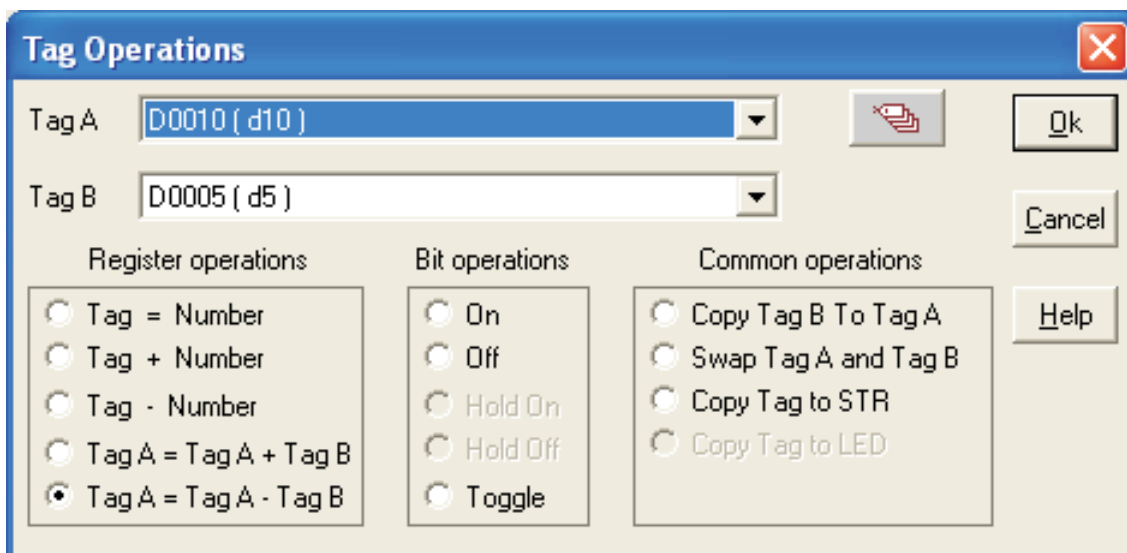 Tag Operations
Tag A
D0010 ( d10 )
Ok
Tag B
D0005 ( d5 )
Cancel
Register operations
Bit operations
Common operations
Tag = Number
Tag + Number
Tag - Number
Tag A = Tag A + Tag B
Tag A = Tag A - Tag B
On
Off
Hold On
Hold Off
Toggle
Copy Tag B To Tag A
Swap Tag A and Tag B
Copy Tag to STR
Copy Tag to LED
Help